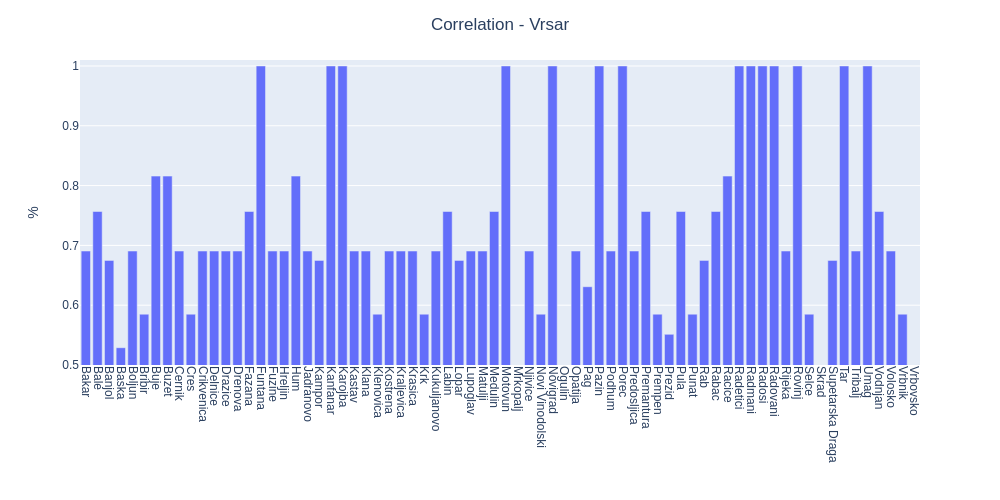 Correlation - Vrsar
%
1
0.9
0.8
0.7
0.6
0.5
Bakar
Bale
Banjol
Baska
Boljun
Bribir
Buje
Buzet
Cernik
Cres
Crikvenica
Delnice
Drazice
Drenova
Fazana
Funtana
Fuzine
Hreljin
Hum
Jadranovo
Kampor
Kanfanar
Karojba
Kastav
Klana
Klenovica
Kostrena
Kraljevica
Krasica
Krk
Kukuljanovo
Labin
Lopar
Lupoglav
Matulji
Medulin
Motovun
Mrkopalj
Njivice
Novi Vinodolski
Novigrad
Ogulin
Opatija
Pag
Pazin
Podhum
Porec
Predosljica
Premantura
Prempen
Prezid
Pula
Punat
Rab
Rabac
Racice
Radetici
Radmani
Radosi
Radovani
Rijeka
Rovinj
Selce
Skrad
Supetarska Draga
Tar
Tribalj
Umag
Vodnjan
Volosko
Vrbnik
Vrbovsko